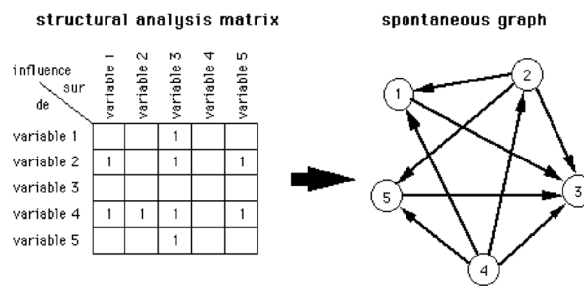 structural analysis matrix
spontaneous graph
influence
sur
de
variable 1
variable 2
variable 3
variable 4
variable 5
variable 1 1
variable 2 1 1 1
variable 3
variable 4 1 1 1 1
variable 5 1
1
2
3
4
5